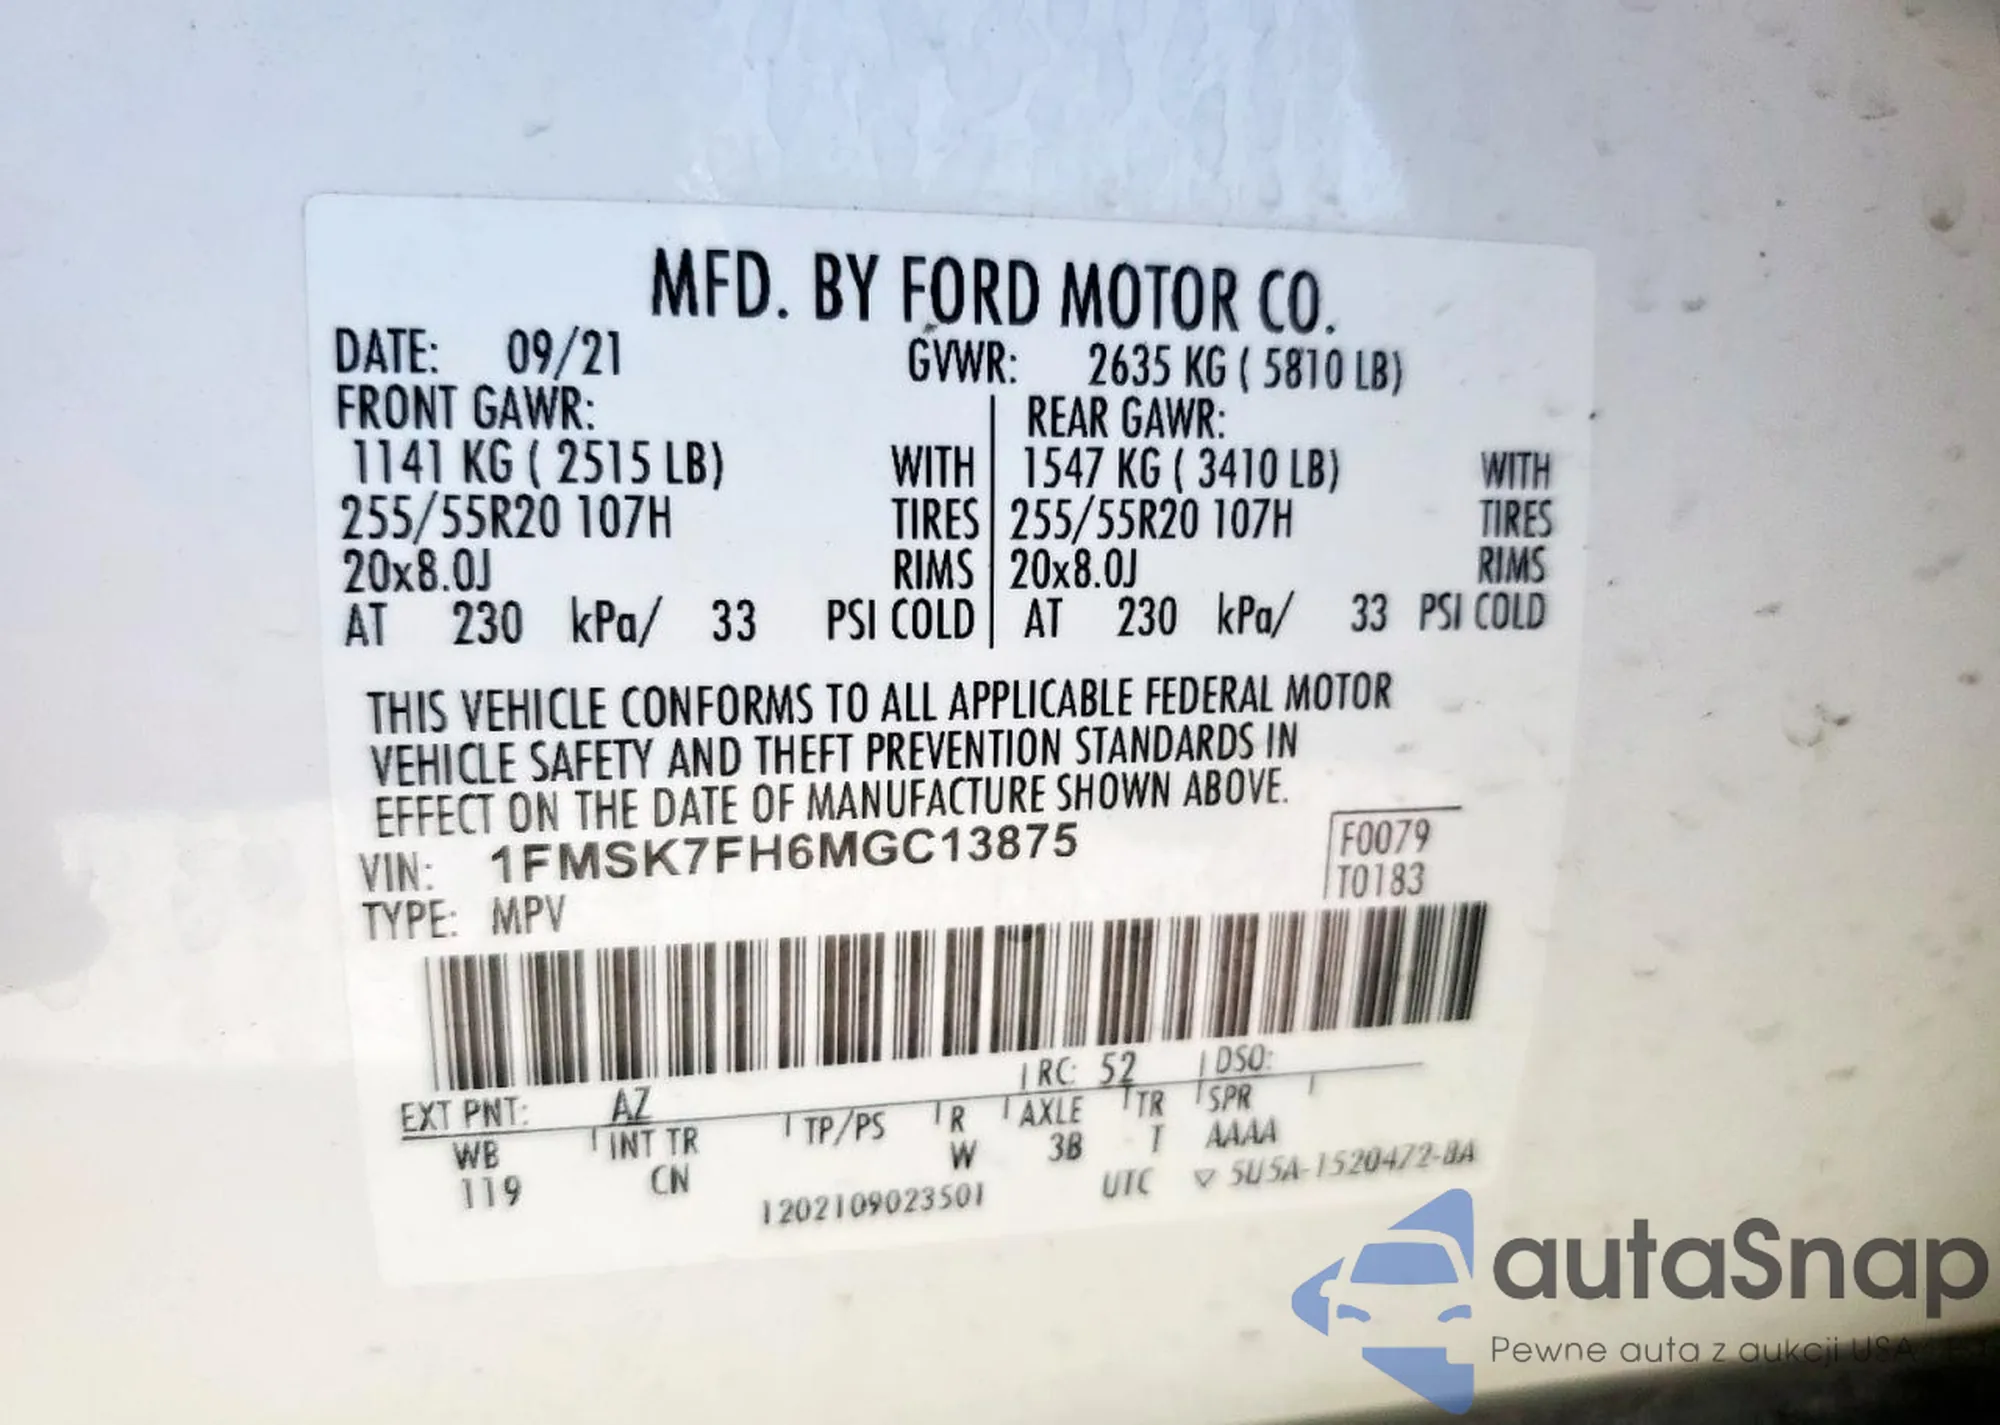 MFD. BY FORD MOTOR CO.
DATE: 09/21 GVWR: 2635 KG ( 5810 LB)
FRONT GAWR: REAR GAWR:
1141 KG ( 2515 LB) WITH 1547 KG ( 3410 LB) WITH
255/55R20 107H TIRES 255/55R20 107H TIRES
20x8.0J RIMS 20x8.0J RIMS
AT 230 kPa/ 33 PSI COLD AT 230 kPa/ 33 PSI COLD
THIS VEHICLE CONFORMS TO ALL APPLICABLE FEDERAL MOTOR
VEHICLE SAFETY AND THEFT PREVENTION STANDARDS IN
EFFECT ON THE DATE OF MANUFACTURE SHOWN ABOVE.
VIN: 1FMSK7FH6MGC13875 F0079
TYPE: MPV T0183
EXT PNT: AZ RC: 52 DSO:
WB INT TR TP/PS R AXLE TR SPR
119 CN W 3B T AAAA
1202109023501 UTC ▽ 5U5A-1520472-BA
autaSnap
Pewne auta z aukcji USA